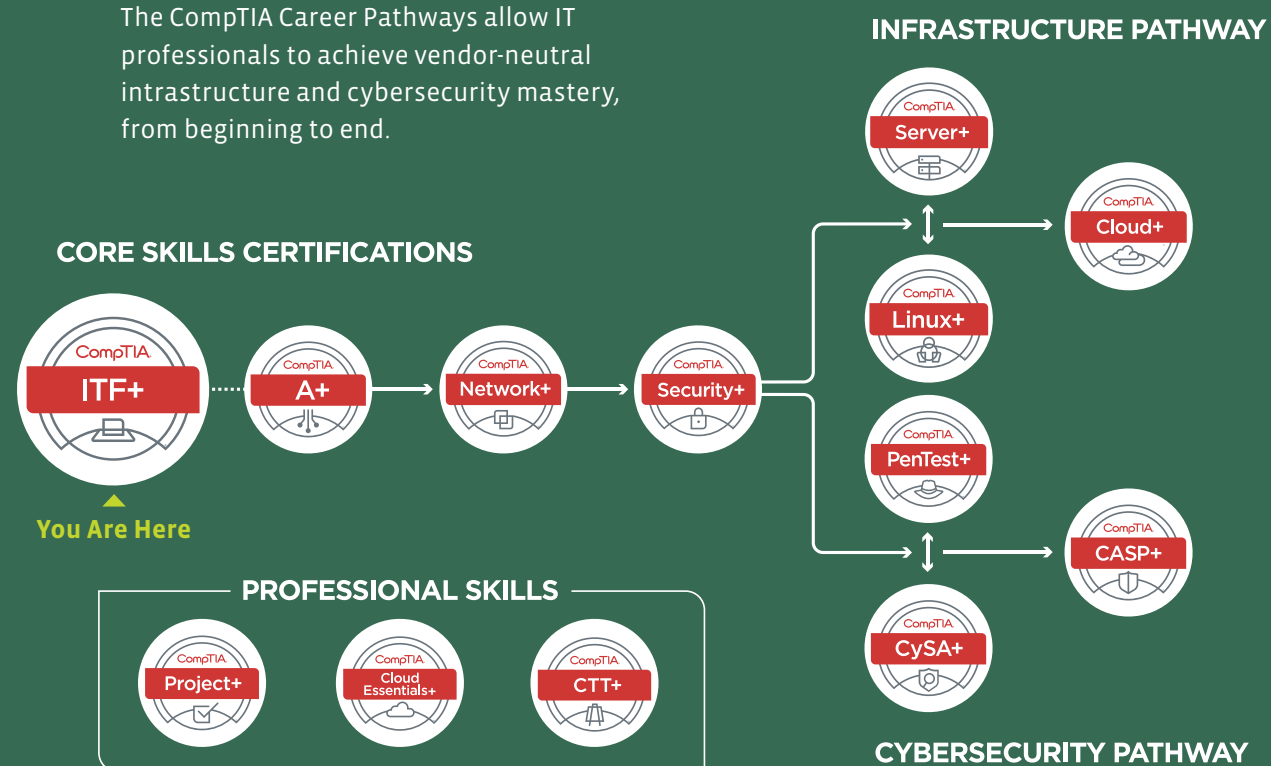 The CompTIA Career Pathways allow IT
professionals to achieve vendor-neutral
intrastructure and cybersecurity mastery,
from beginning to end.
INFRASTRUCTURE PATHWAY
CompTIA
Server+
CompTIA
Cloud+
CompTIA
Linux+
CORE SKILLS CERTIFICATIONS
CompTIA
ITF+
CompTIA
A+
CompTIA
Network+
CompTIA
Security+
You Are Here
CompTIA
PenTest+
CompTIA
CASP+
CompTIA
CySA+
CYBERSECURITY PATHWAY
PROFESSIONAL SKILLS
CompTIA
Project+
CompTIA
Cloud
Essentials+
CompTIA
CTT+